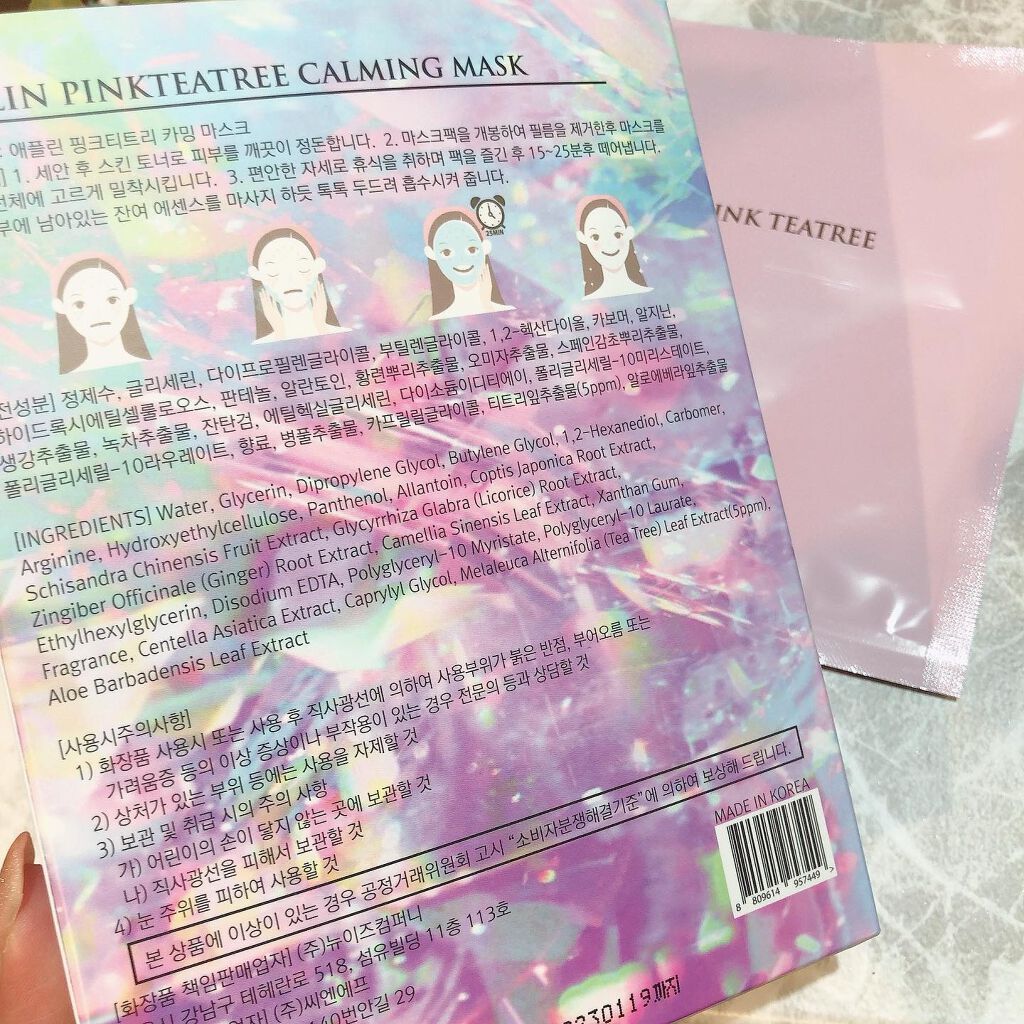 LIN PINKTEATREE CALMING MASK
: 애플린 핑크티트리 카밍 마스크
] 1. 세안 후 스킨 토너로 피부를 깨끗이 정돈합니다. 2. 마스크팩을 개봉하여 필름을 제거한후 마스크를
전체에 고르게 밀착시킵니다. 3. 편안한 자세로 휴식을 취하며 팩을 즐긴 후 15~25분후 떼어냅니다.
부에 남아있는 잔여 에센스를 마사지 하듯 톡톡 두드려 흡수시켜 줍니다.
25MIN
전성분] 정제수, 글리세린, 다이프로필렌글라이콜, 부틸렌글라이콜, 1,2-헥산다이올, 카보머, 알지닌,
하이드록시에틸셀룰로오스, 판테놀, 알란토인, 황련뿌리추출물, 오미자추출물, 스페인감초뿌리추출물,
생강추출물, 녹차추출물, 잔탄검, 에틸헥실글리세린, 다이소듐이디티에이, 폴리글리세릴-10미리스테이트,
폴리글리세릴-10라우레이트, 향료, 병풀추출물, 카프릴릴글라이콜, 티트리잎추출물(5ppm), 알로에베라잎추출물
[INGREDIENTS] Water, Glycerin, Dipropylene Glycol, Butylene Glycol, 1,2-Hexanediol, Carbomer,
Arginine, Hydroxyethylcellulose, Panthenol, Allantoin, Coptis Japonica Root Extract,
Schisandra Chinensis Fruit Extract, Glycyrrhiza Glabra (Licorice) Root Extract,
Zingiber Officinale (Ginger) Root Extract, Camellia Sinensis Leaf Extract, Xanthan Gum,
Ethylhexylglycerin, Disodium EDTA, Polyglyceryl-10 Myristate, Polyglyceryl-10 Laurate,
Fragrance, Centella Asiatica Extract, Caprylyl Glycol, Melaleuca Alternifolia (Tea Tree) Leaf Extract(5ppm),
Aloe Barbadensis Leaf Extract
[사용시주의사항]
1) 화장품 사용시 또는 사용 후 직사광선에 의하여 사용부위가 붉은 반점, 부어오름 또는
가려움증 등의 이상 증상이나 부작용이 있는 경우 전문의 등과 상담할 것
2) 상처가 있는 부위 등에는 사용을 자제할 것
3) 보관 및 취급 시의 주의 사항
가) 어린이의 손이 닿지 않는 곳에 보관할 것
나) 직사광선을 피해서 보관할 것
4) 눈 주위를 피하여 사용할 것
본 상품에 이상이 있는 경우 공정거래위원회 고시 "소비자분쟁해결기준"에 의하여 보상해 드립니다.
[화장품 책임판매업자] (주)뉴이즈컴퍼니
강남구 테헤란로 518, 섬유빌딩 11층 113호
업자] (주)씨엔에프
40번안길 29
230119까지
MADE IN KOREA
8 809614 957449 >
INK TEATREE